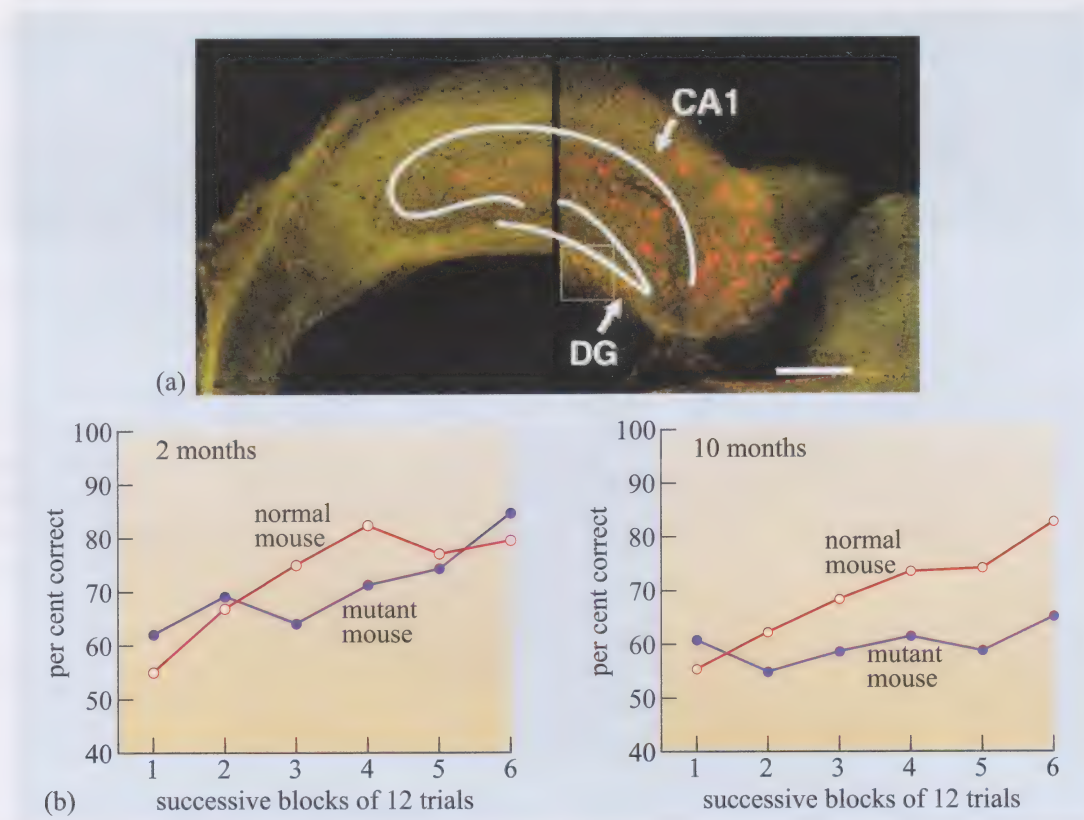 CA1
DG
(a)
100
90
80
70
60
50
40
per cent correct
2 months
normal
mouse
mutant
mouse
1 2 3 4 5 6
successive blocks of 12 trials
100
90
80
70
60
50
40
per cent correct
10 months
normal
mouse
mutant
mouse
1 2 3 4 5 6
successive blocks of 12 trials
(b)